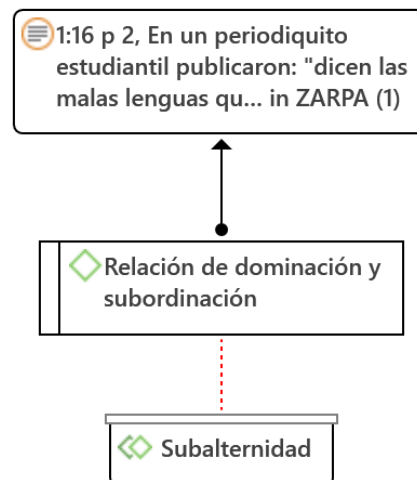 1:16 p 2, En un periodiquito
estudiantil publicaron: "dicen las
malas lenguas qu... in ZARPA (1)
Relación de dominación y
subordinación
Subalternidad